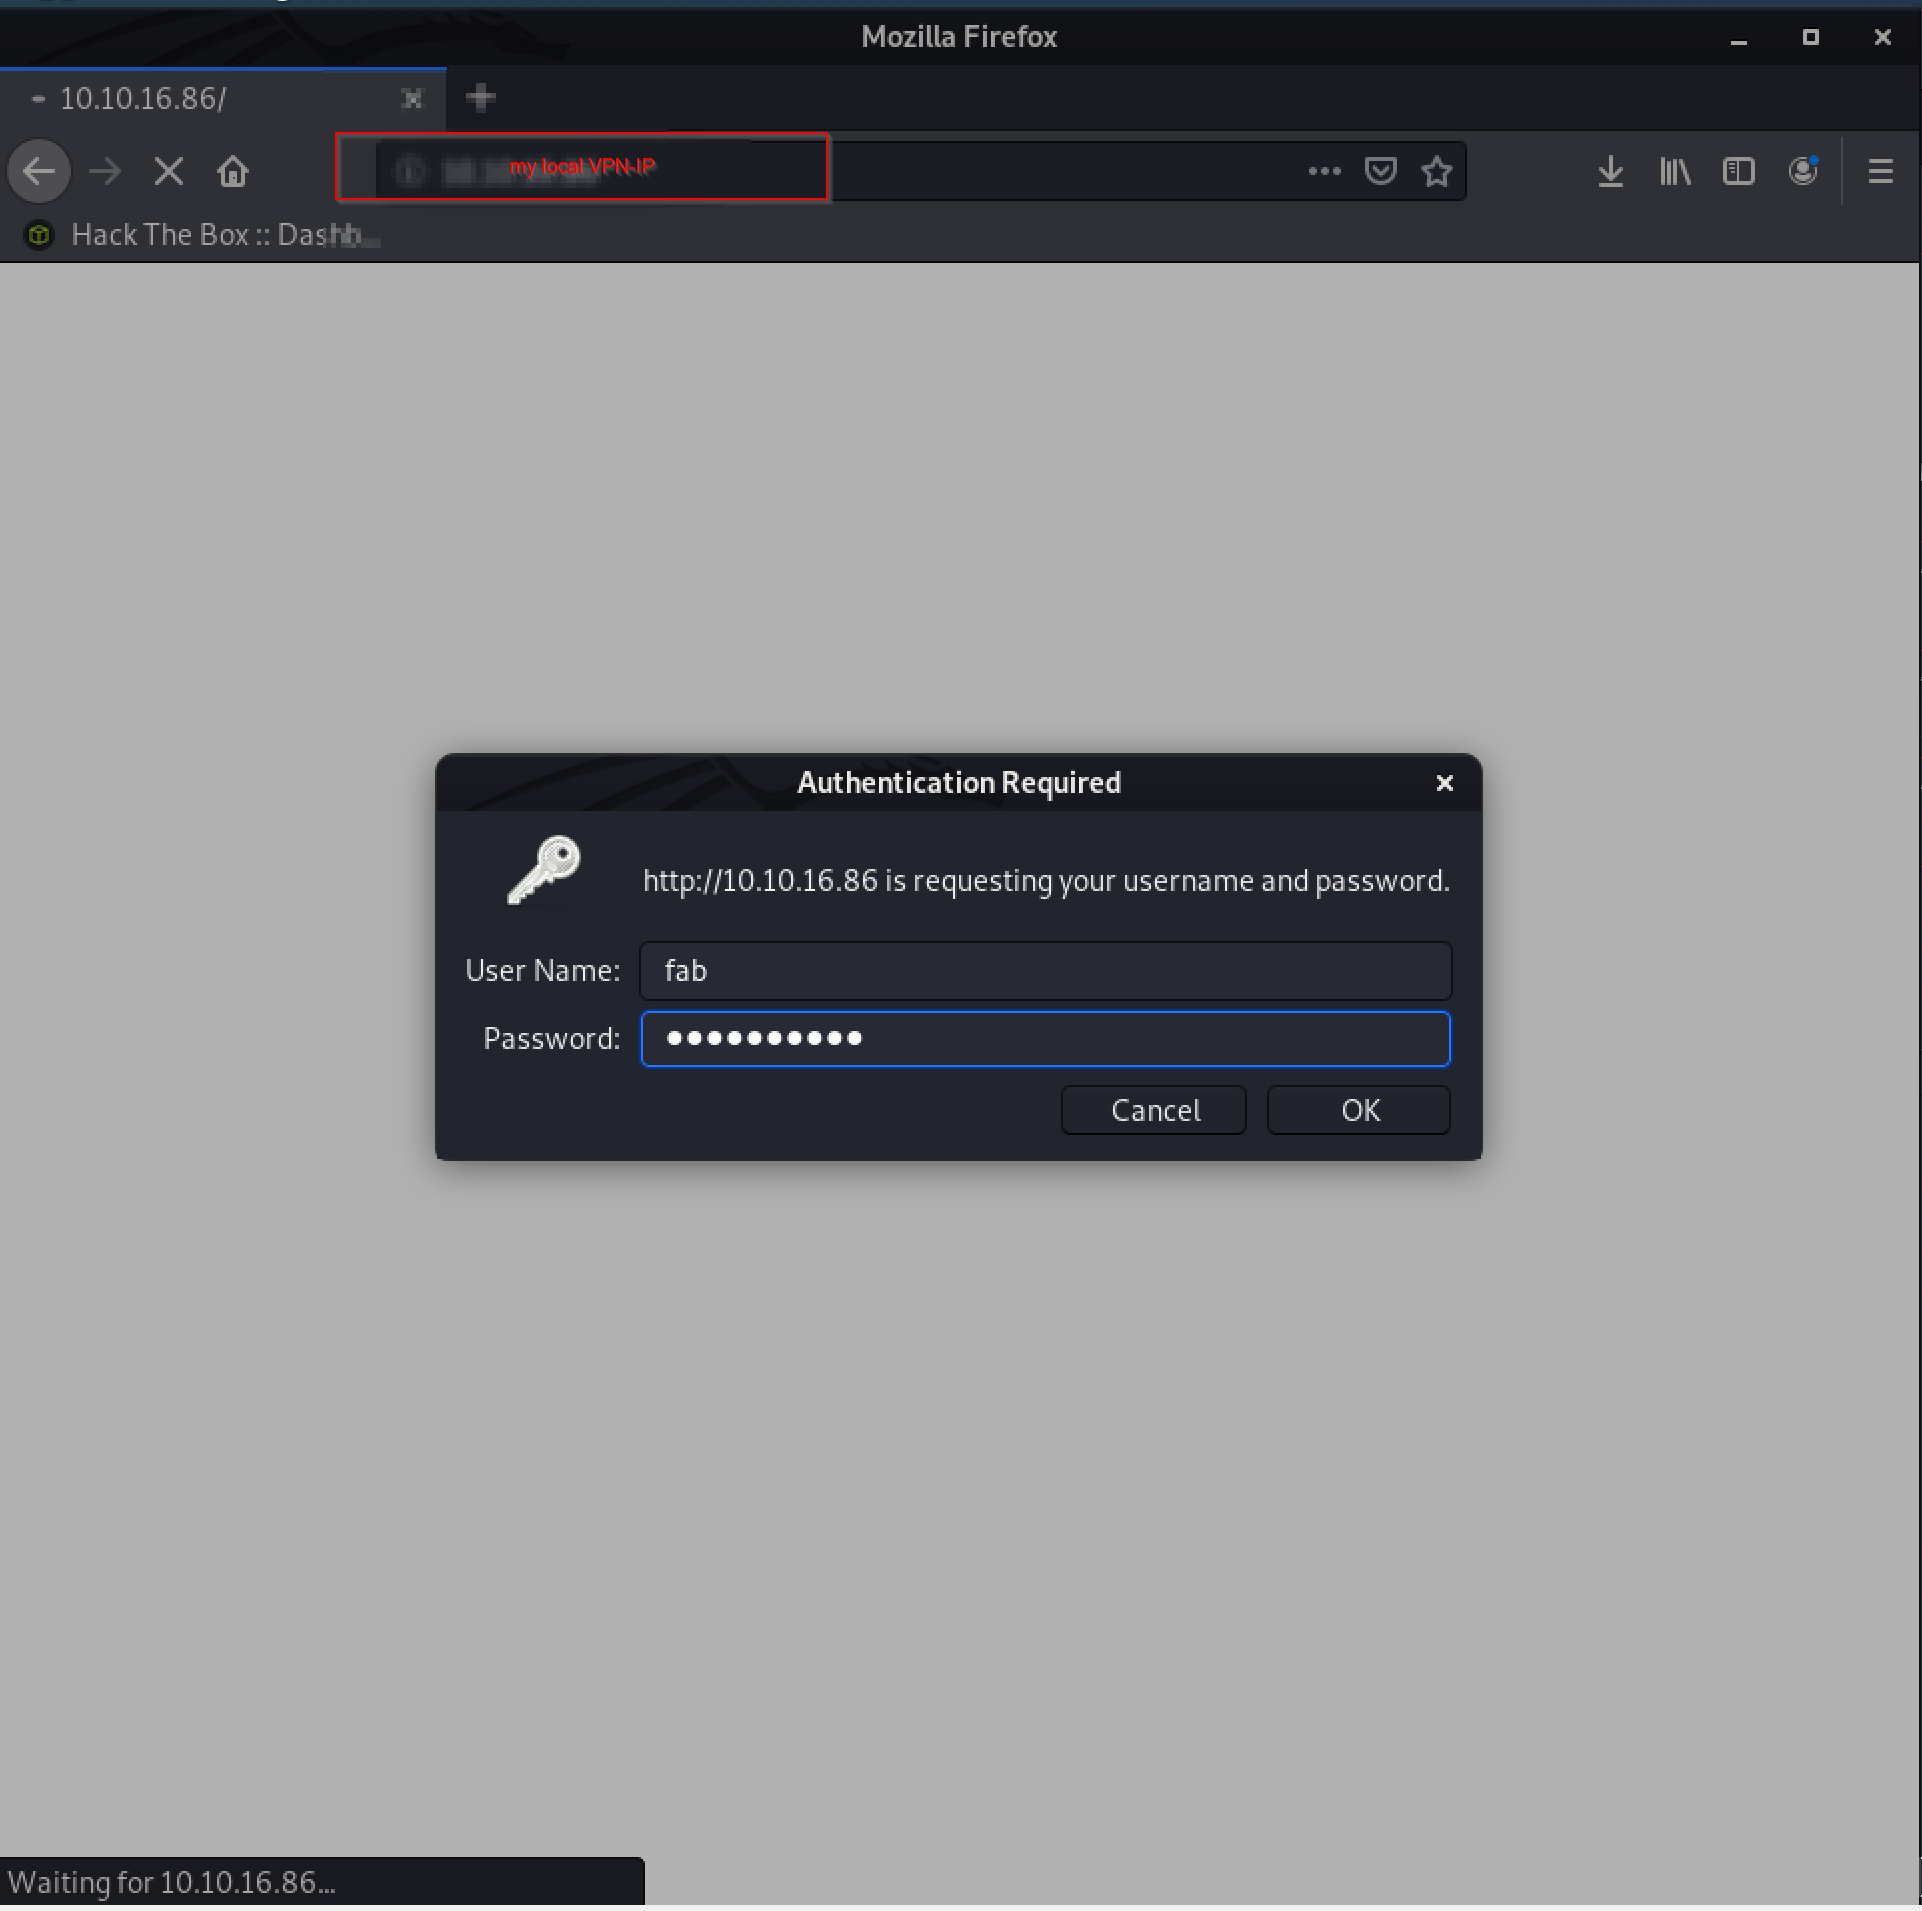 Mozilla Firefox
10.10.16.86/
my local VPN-IP
Hack The Box :: Dashb...
Authentication Required
http://10.10.16.86 is requesting your username and password.
User Name: fab
Password: ●●●●●●●●●●
Cancel OK
Waiting for 10.10.16.86...